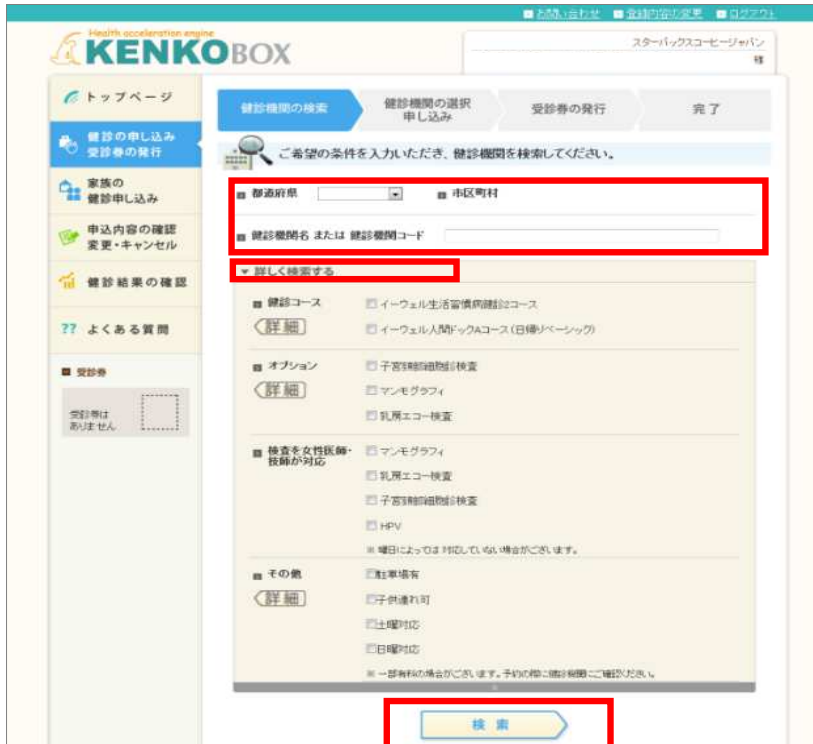 お問い合わせ 登録内容の変更 ログアウト
Health acceleration engine
KENKOBOX
スターバックスコーヒージャパン
様
トップページ
健診の申し込み
受診券の発行
家族の
健診申し込み
申込内容の確認
変更・キャンセル
健診結果の確認
?? よくある質問
受診券
受診券は
ありません
健診機関の検索
健診機関の選択
申し込み
受診券の発行
完了
ご希望の条件を入力いただき、健診機関を検索してください。
都道府県 市区町村
健診機関名 または 健診機関コード
▼ 詳しく検索する
健診コース
詳細
イーウェル生活習慣病健診2コース
イーウェル人間ドックAコース(日帰りベーシック)
オプション
詳細
子宮頸部細胞診検査
マンモグラフィ
乳房エコー検査
検査を女性医師・
技師が対応
マンモグラフィ
乳房エコー検査
子宮頸部細胞診検査
HPV
※ 曜日によっては 対応していない場合がございます。
その他
詳細
駐車場有
子供連れ可
土曜対応
日曜対応
※ 一部有料の場合がございます。予約の際に健診機関にご確認ください。
検 索